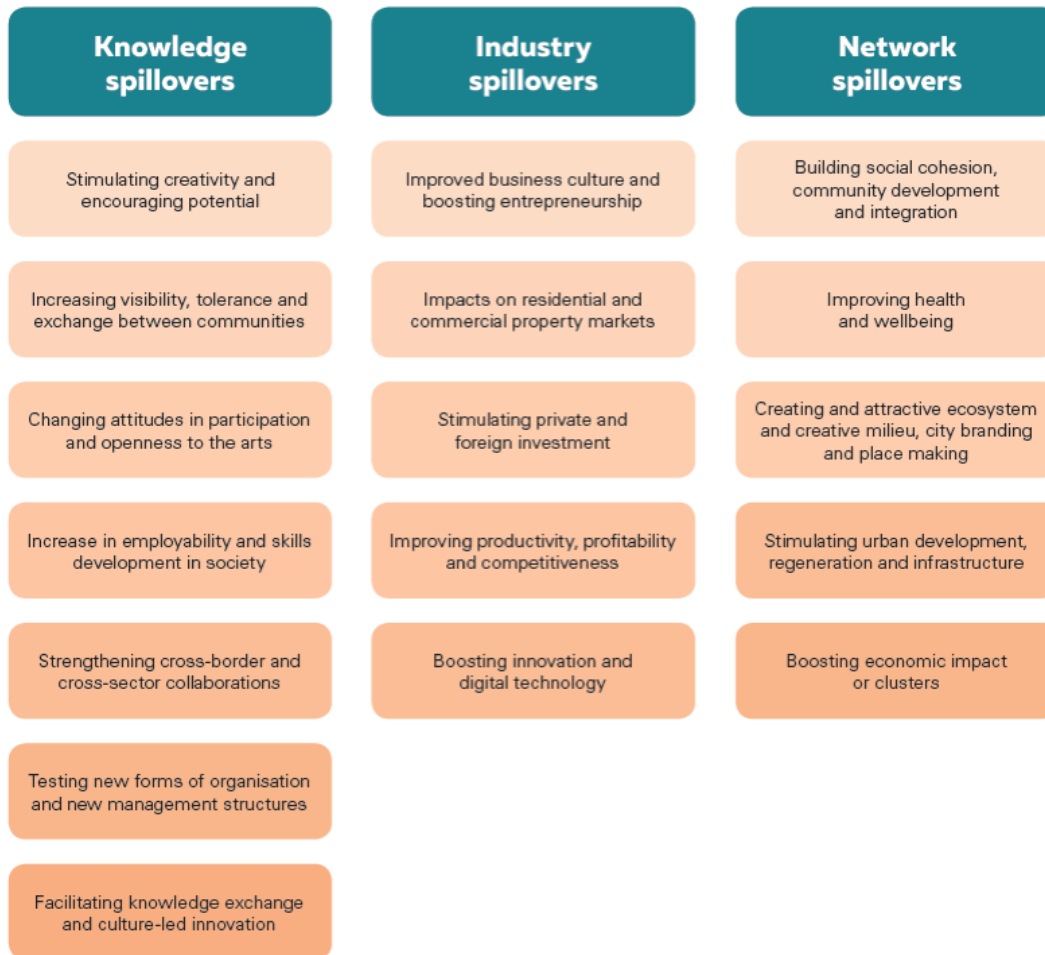 Knowledge
spillovers
Stimulating creativity and
encouraging potential
Increasing visibility, tolerance and
exchange between communities
Changing attitudes in participation
and openness to the arts
Increase in employability and skills
development in society
Strengthening cross-border and
cross-sector collaborations
Testing new forms of organisation
and new management structures
Facilitating knowledge exchange
and culture-led innovation
Industry
spillovers
Improved business culture and
boosting entrepreneurship
Impacts on residential and
commercial property markets
Stimulating private and
foreign investment
Improving productivity, profitability
and competitiveness
Boosting innovation and
digital technology
Network
spillovers
Building social cohesion,
community development
and integration
Improving health
and wellbeing
Creating and attractive ecosystem
and creative milieu, city branding
and place making
Stimulating urban development,
regeneration and infrastructure
Boosting economic impact
or clusters